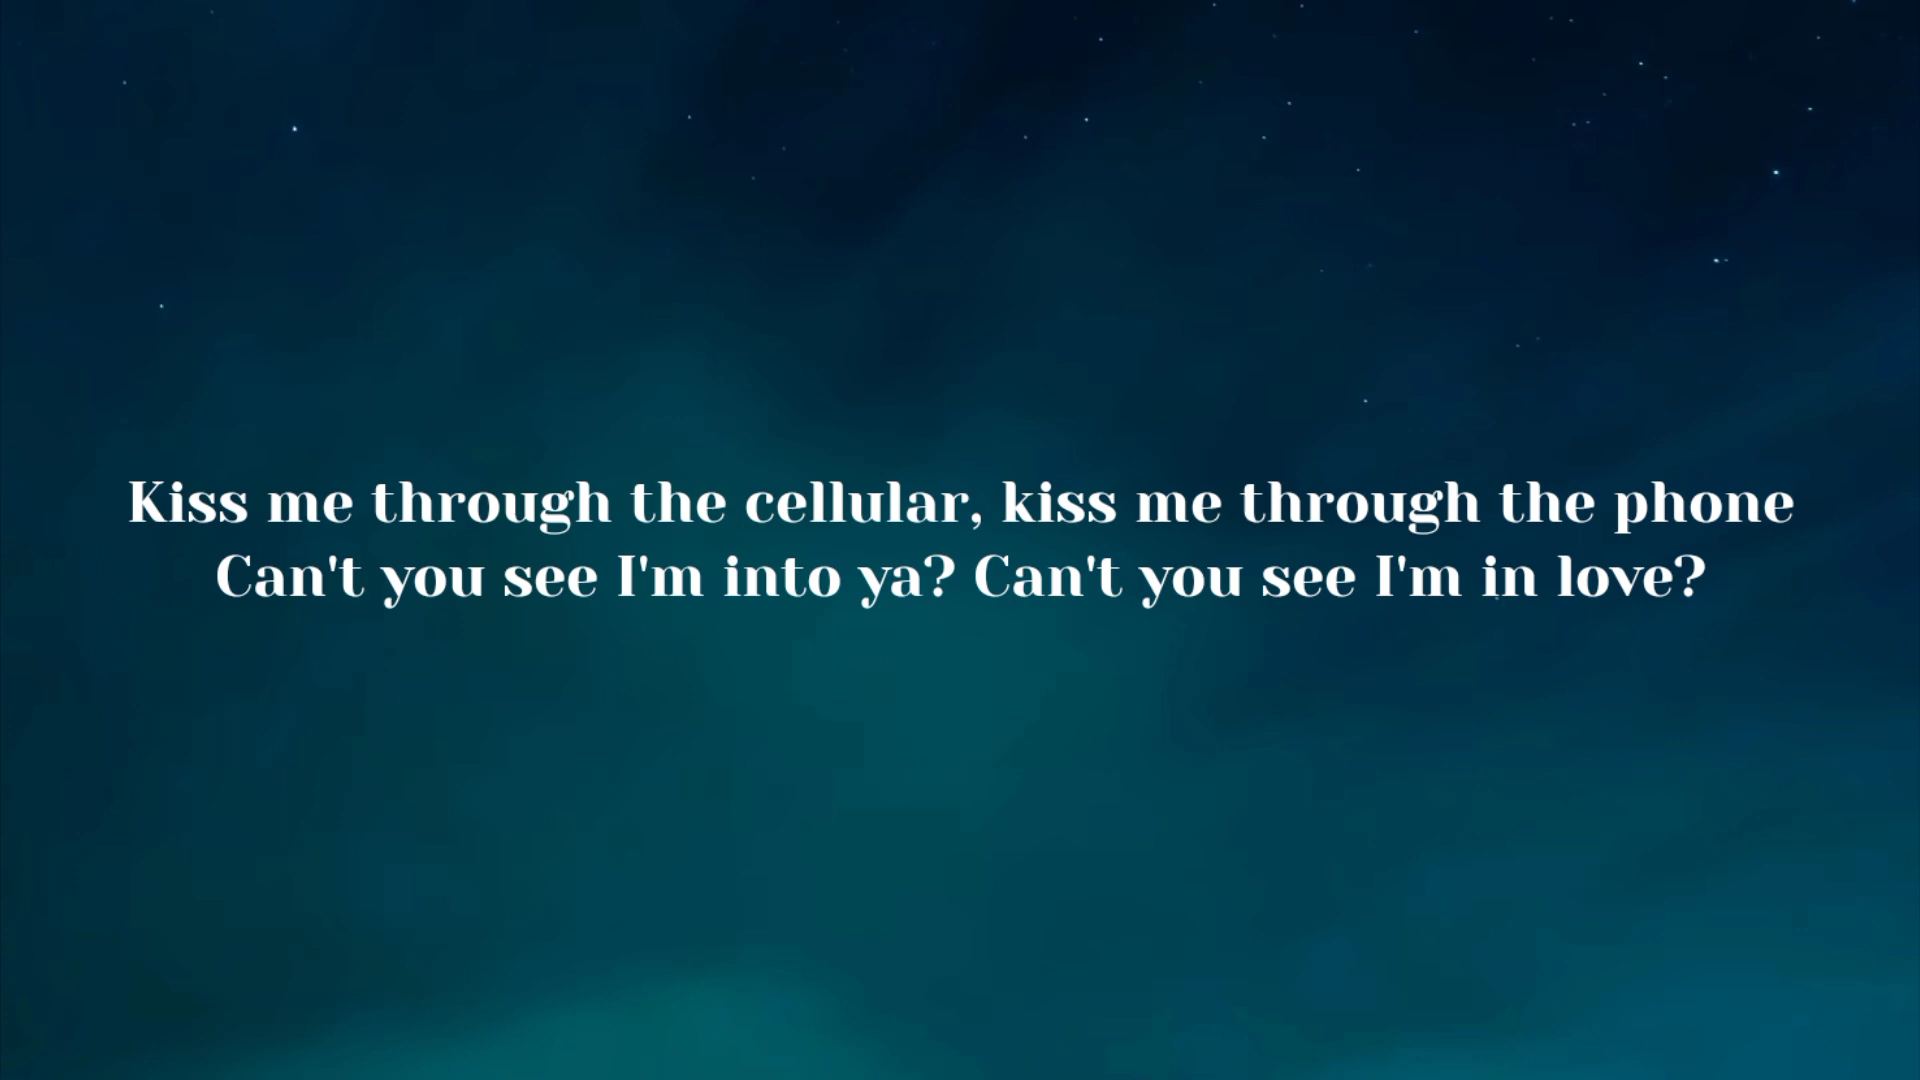 Kiss me through the cellular, kiss me through the phone
Can't you see I'm into ya? Can't you see I'm in love?